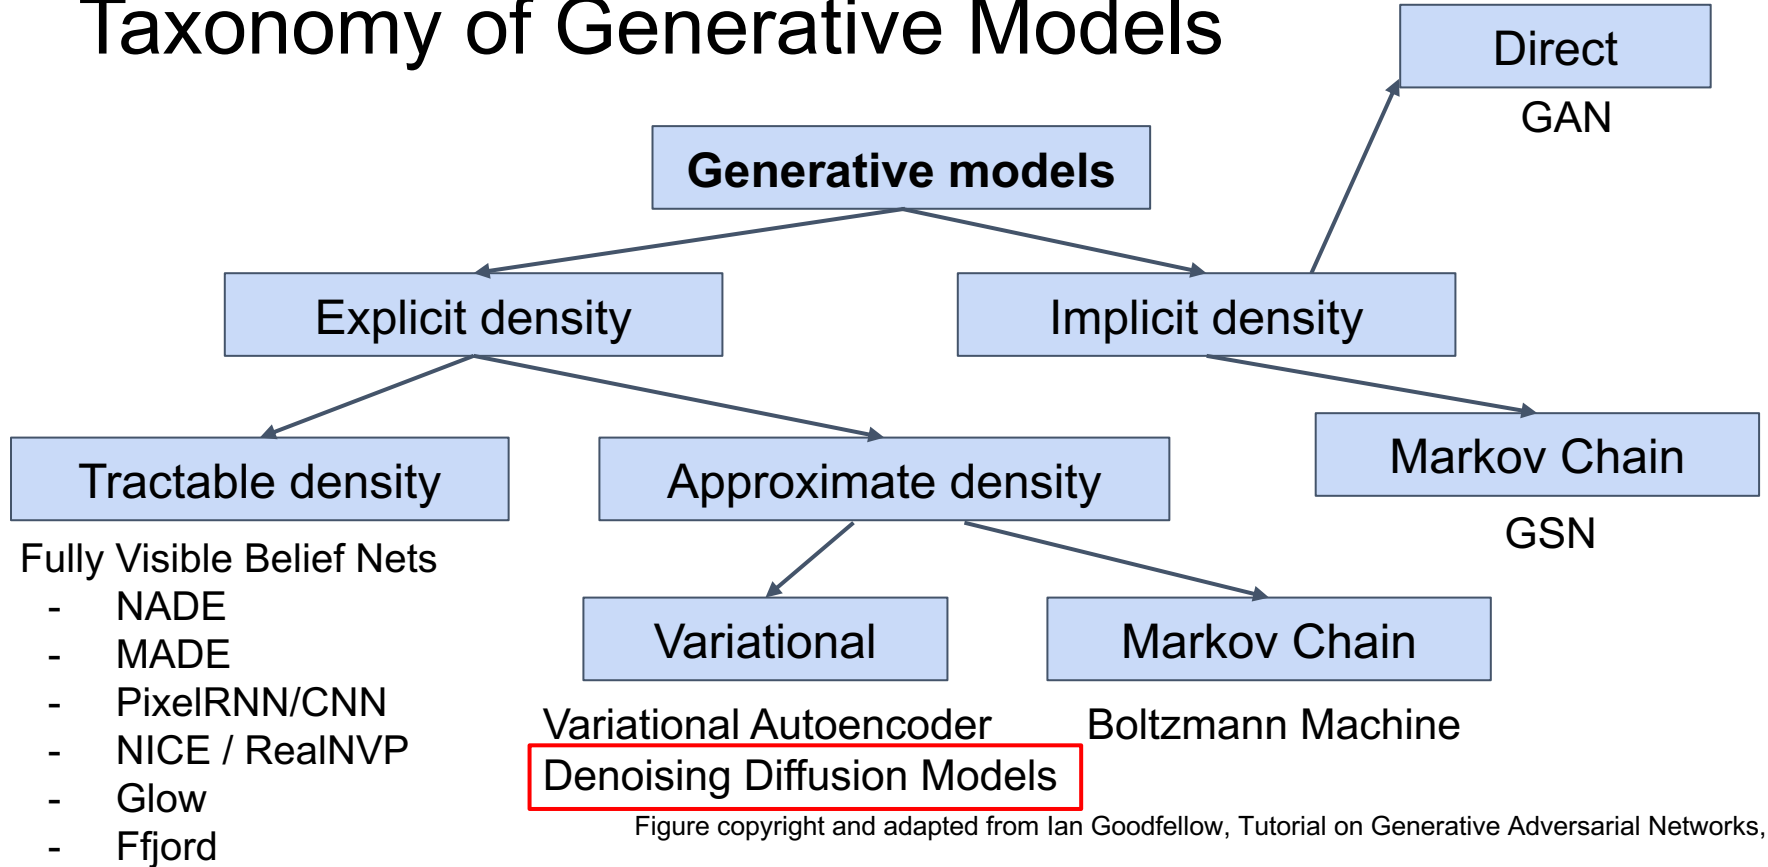 Taxonomy of Generative Models
Direct
GAN
Generative models
Explicit density
Implicit density
Tractable density
Approximate density
Markov Chain
GSN
Fully Visible Belief Nets
- NADE
- MADE
- PixelRNN/CNN
- NICE / RealNVP
- Glow
- Ffjord
Variational
Markov Chain
Variational Autoencoder
Denoising Diffusion Models
Boltzmann Machine
Figure copyright and adapted from Ian Goodfellow, Tutorial on Generative Adversarial Networks,